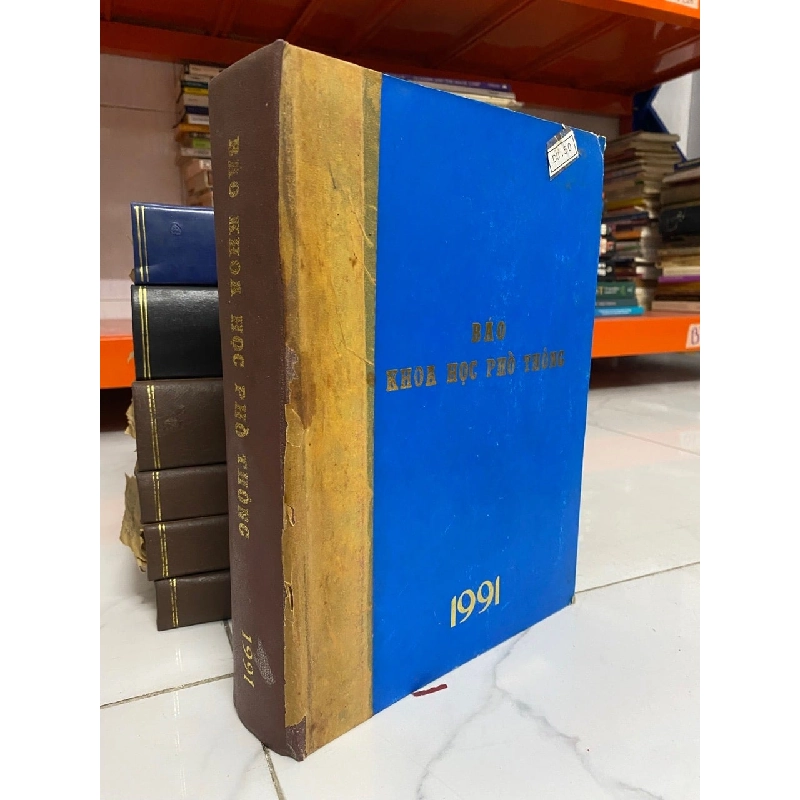 BÁO
KHOA HỌC PHỔ THÔNG
1991
BÁO KHOA HỌC PHỔ THÔNG
1991